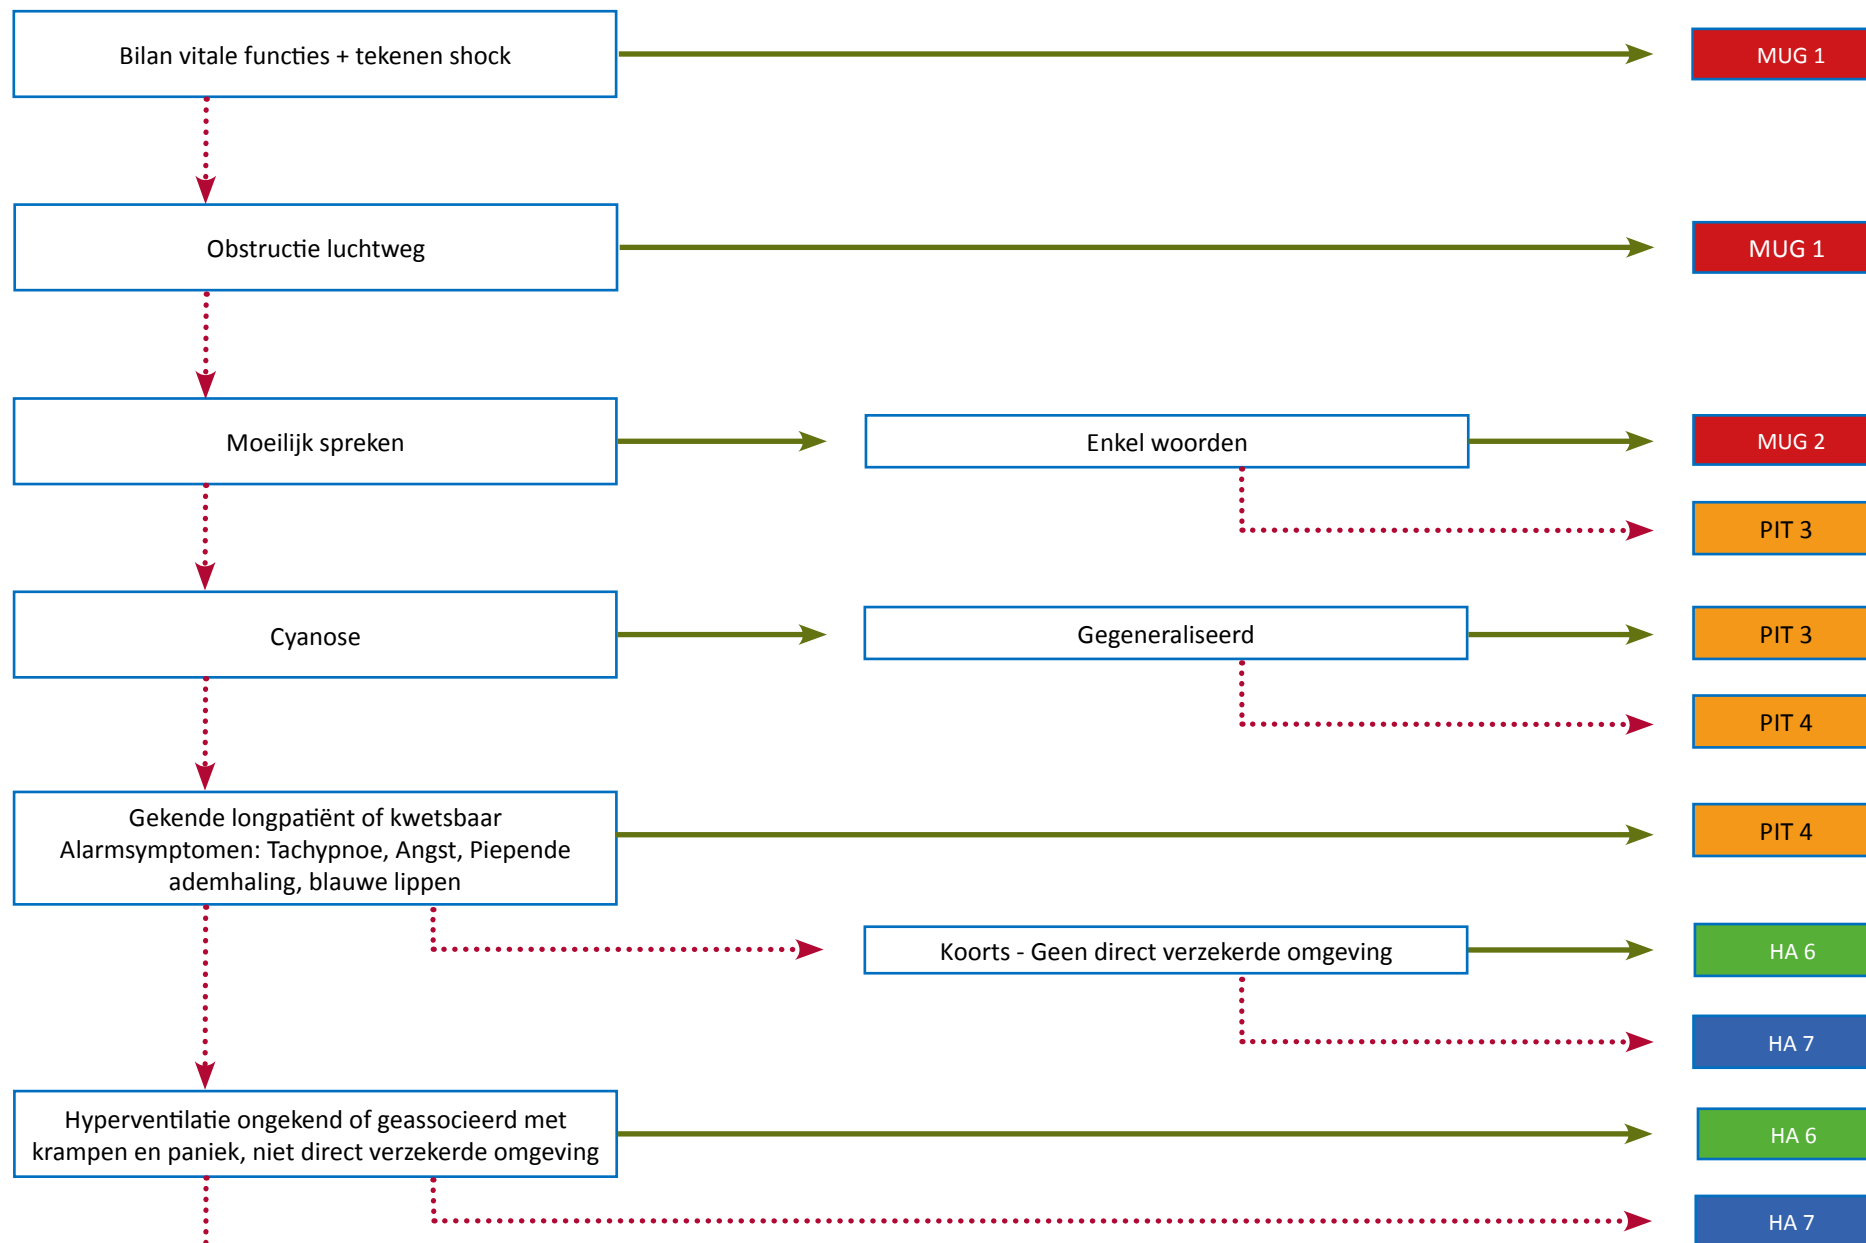 Bilan vitale functies + tekenen shock
MUG 1
Obstructie luchtweg
MUG 1
Moeilijk spreken
Enkel woorden
MUG 2
PIT 3
Cyanose
Gegeneraliseerd
PIT 3
PIT 4
Gekende longpatiënt of kwetsbaar
Alarmsymptomen: Tachypnoe, Angst, Piepende
ademhaling, blauwe lippen
PIT 4
Koorts - Geen direct verzekerde omgeving
HA 6
HA 7
Hyperventilatie ongekend of geassocieerd met
krampen en paniek, niet direct verzekerde omgeving
HA 6
HA 7